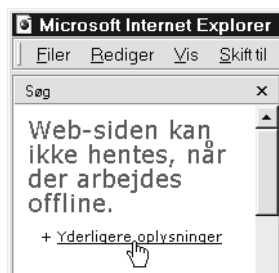 Microsoft Internet Explorer
Filer Rediger Vis Skift til
Søg ×
Web-siden kan
ikke hentes, når
der arbejdes
offline.
+ Yderligere oplysninger